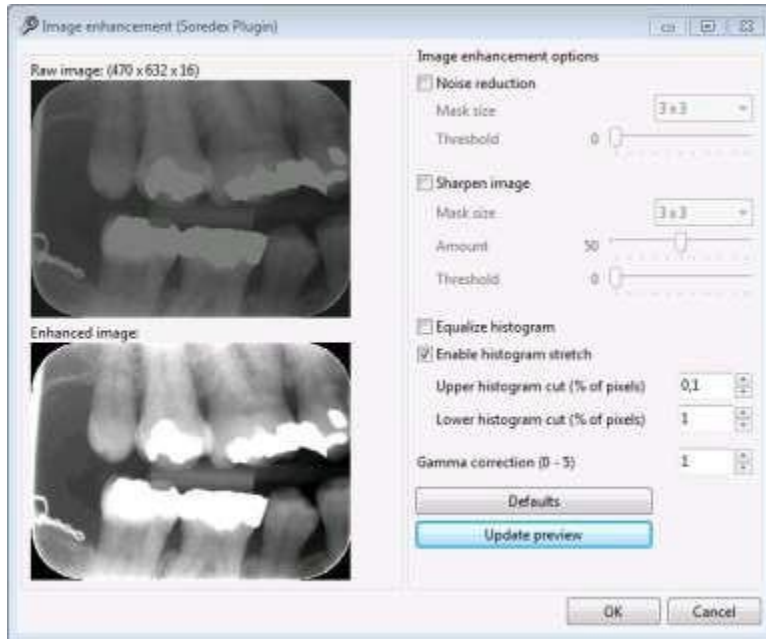 Image enhancement (Soredex Plugin)
Raw image: (470 x 632 x 16)
Enhanced image:
Image enhancement options
Noise reduction
Mask size 3 x 3
Threshold 0
Sharpen image
Mask size 3 x 3
Amount 50
Threshold 0
Equalize histogram
Enable histogram stretch
Upper histogram cut (% of pixels) 0,1
Lower histogram cut (% of pixels) 1
Gamma correction (0 - 5) 1
Defaults
Update preview
OK Cancel